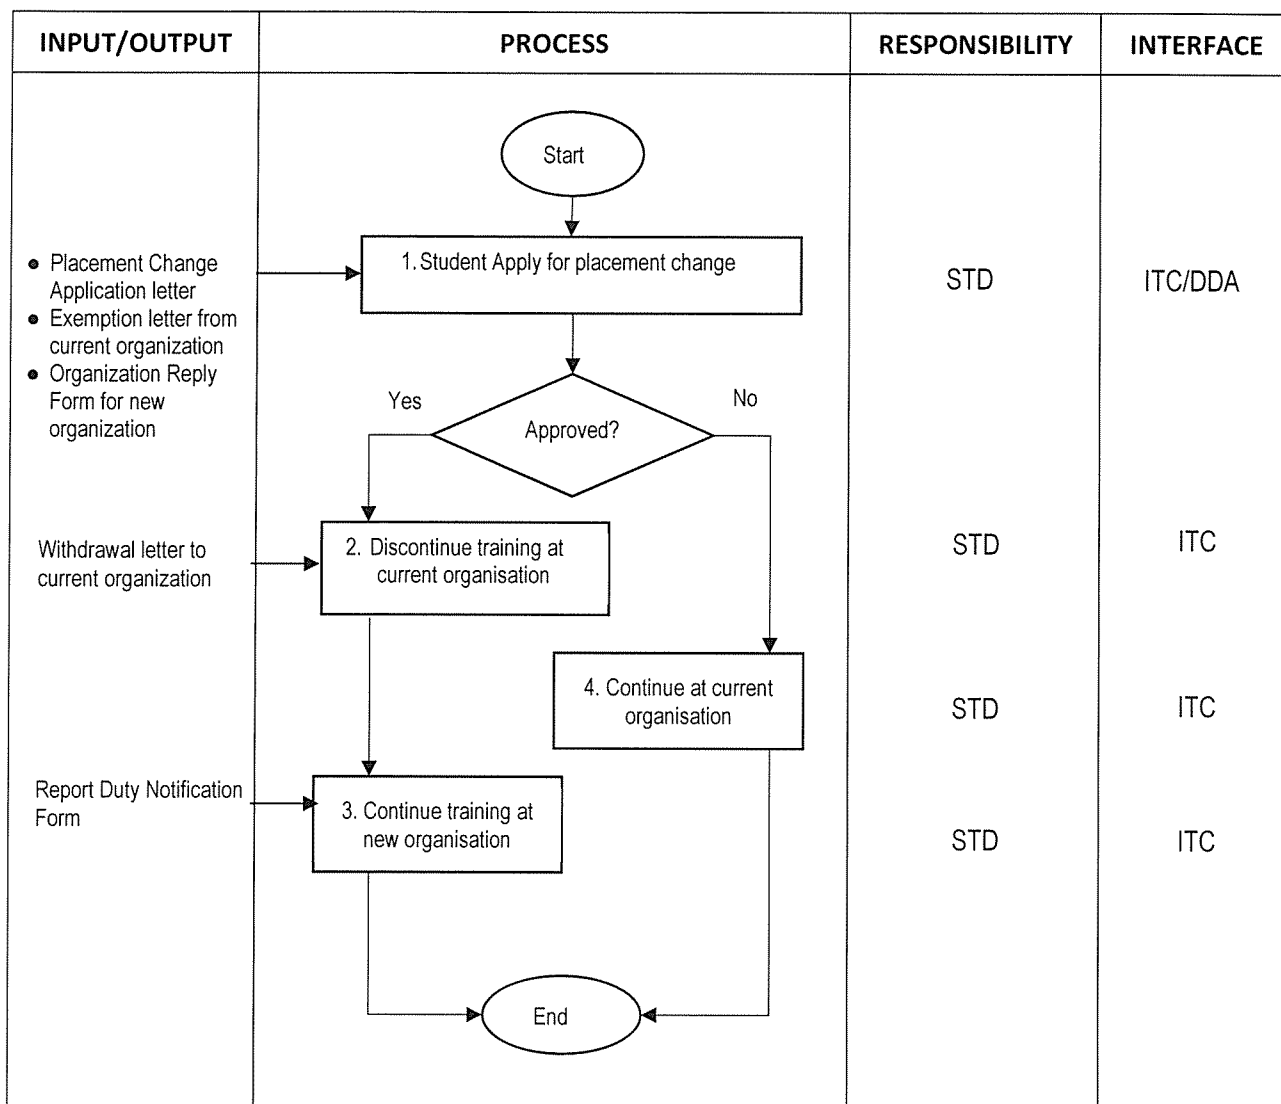 INPUT/OUTPUT
PROCESS
RESPONSIBILITY
INTERFACE
Start
• Placement Change
Application letter
• Exemption letter from
current organization
• Organization Reply
Form for new
organization
1. Student Apply for placement change
STD
ITC/DDA
Yes
No
Approved?
Withdrawal letter to
current organization
2. Discontinue training at
current organisation
STD
ITC
4. Continue at current
organisation
STD
ITC
Report Duty Notification
Form
3. Continue training at
new organisation
STD
ITC
End